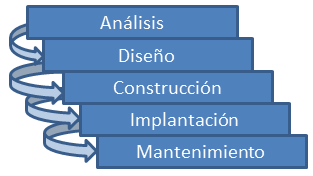 Análisis
Diseño
Construcción
Implantación
Mantenimiento